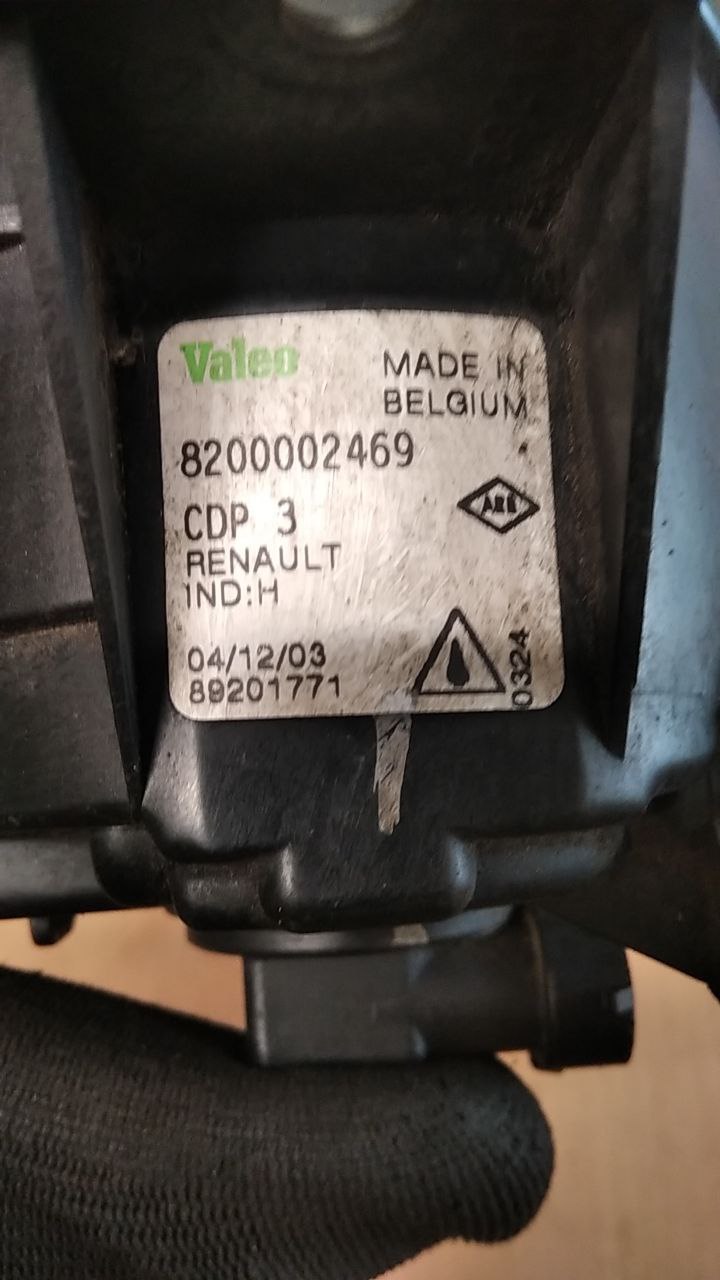 Valeo
MADE IN
BELGIUM
8200002469
CDP 3
RENAULT
IND:H
04/12/03
89201771
0324